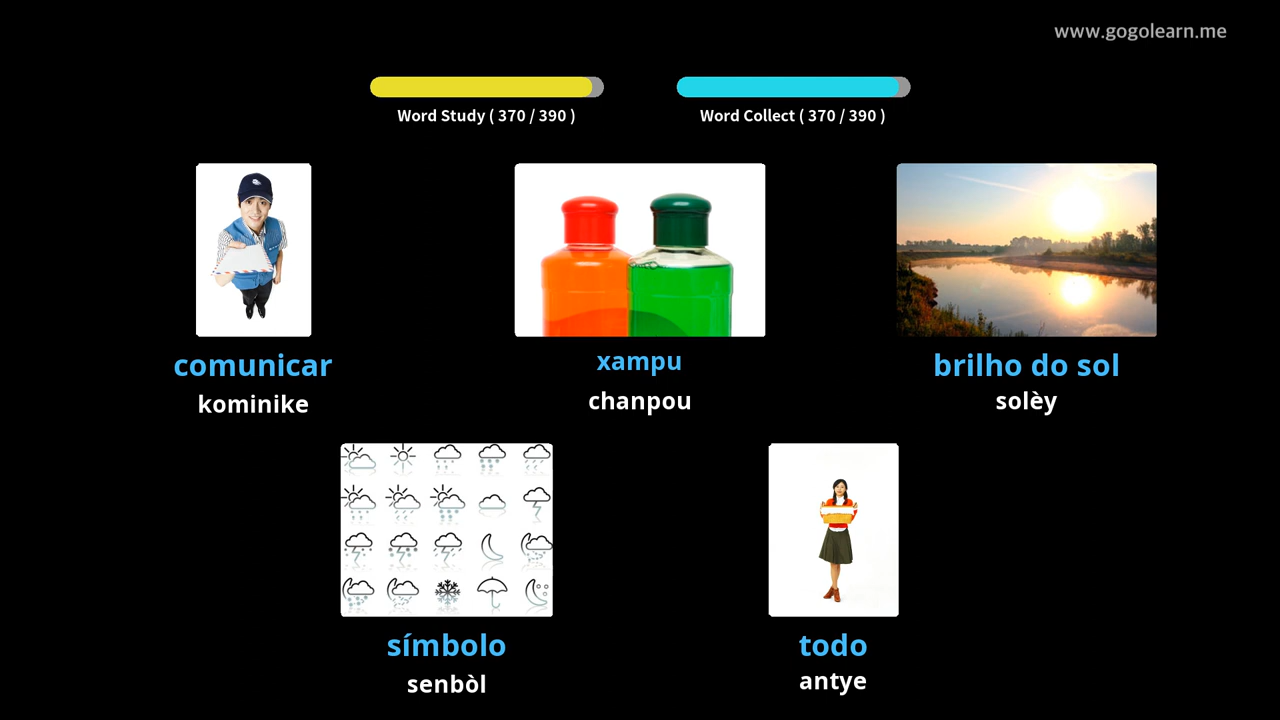 www.gogolearn.me
Word Study ( 370 / 390 )
Word Collect ( 370 / 390 )
comunicar
kominike
xampu
chanpou
brilho do sol
solèy
símbolo
senbòl
todo
antye